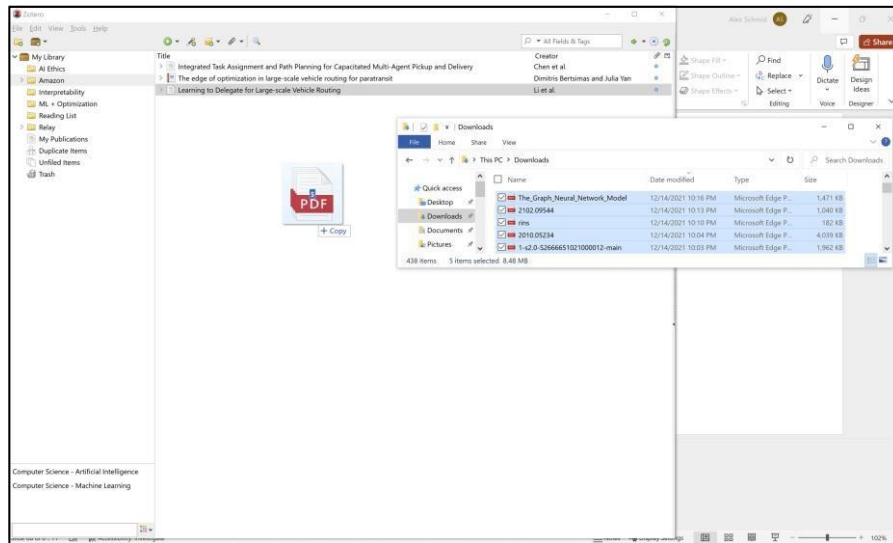 Zotero
File Edit View Tools Help
All Fields & Tags
My Library
AI Ethics
Amazon
Interpretability
ML + Optimization
Reading List
Relay
My Publications
Duplicate Items
Unfiled Items
Trash
Title Creator
Integrated Task Assignment and Path Planning for Capacitated Multi-Agent Pickup and Delivery Chen et al.
The edge of optimization in large-scale vehicle routing for paratransit Dimitris Bertsimas and Julia Yan
Learning to Delegate for Large-scale Vehicle Routing Li et al.
PDF
5
+ Copy
Computer Science - Artificial Intelligence
Computer Science - Machine Learning
Alex Schmid AS
Share
Shape Fill
Shape Outline
Shape Effects
Find
Replace
Select
Editing
Dictate
Voice
Design
Ideas
Designer
Downloads
File Home Share View
This PC > Downloads
Search Downloads
Quick access
Desktop
Downloads
Documents
Pictures
Name Date modified Type Size
The_Graph_Neural_Network_Model 12/14/2021 10:16 PM Microsoft Edge P... 1,471 KB
2102.09544 12/14/2021 10:13 PM Microsoft Edge P... 1,040 KB
rins 12/14/2021 10:10 PM Microsoft Edge P... 182 KB
2010.05234 12/14/2021 10:04 PM Microsoft Edge P... 4,039 KB
1-s2.0-S2666651021000012-main 12/14/2021 10:03 PM Microsoft Edge P... 1,962 KB
438 items 5 items selected 8.48 MB
102%